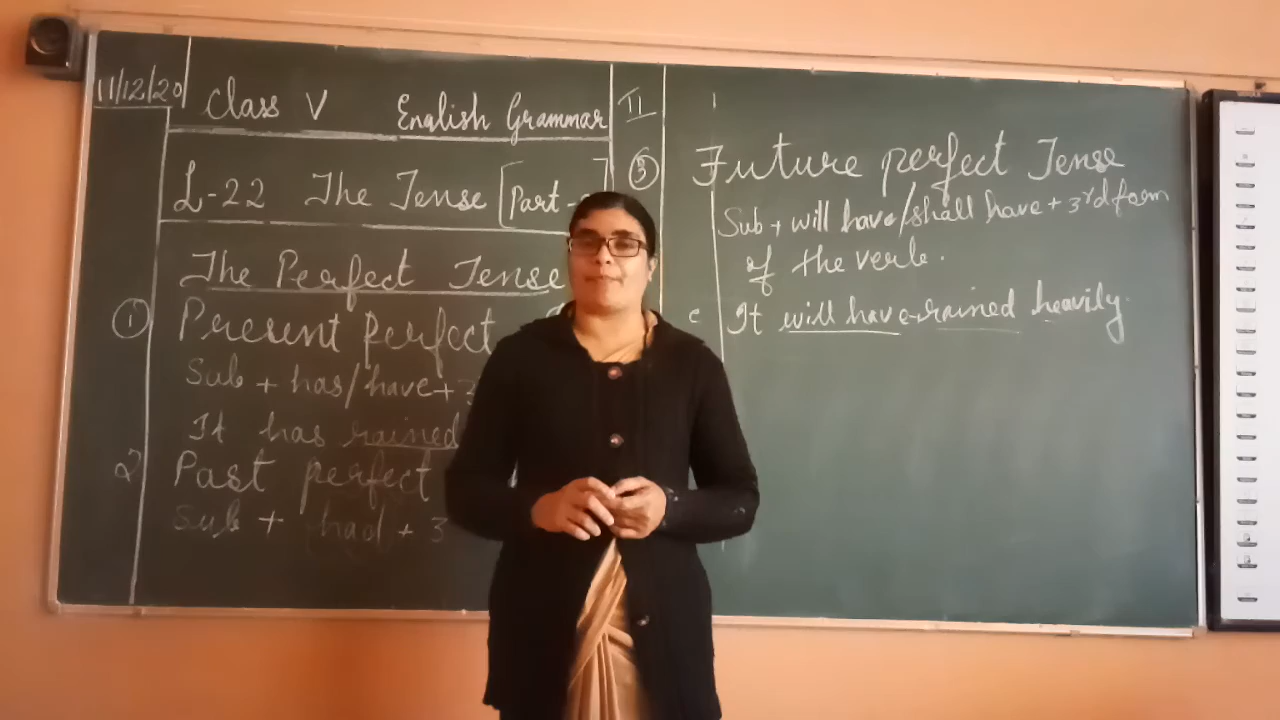 11/12/20
Class V English Grammar
L-22 The Tense [Part-
The Perfect Tense
① Present perfect
Sub + has/have + 3
It has rained
2 Past perfect
Sub + had + 3
II
③ Future perfect Tense
Sub + will have/shall have + 3rd form
of the verb.
It will have rained heavily.